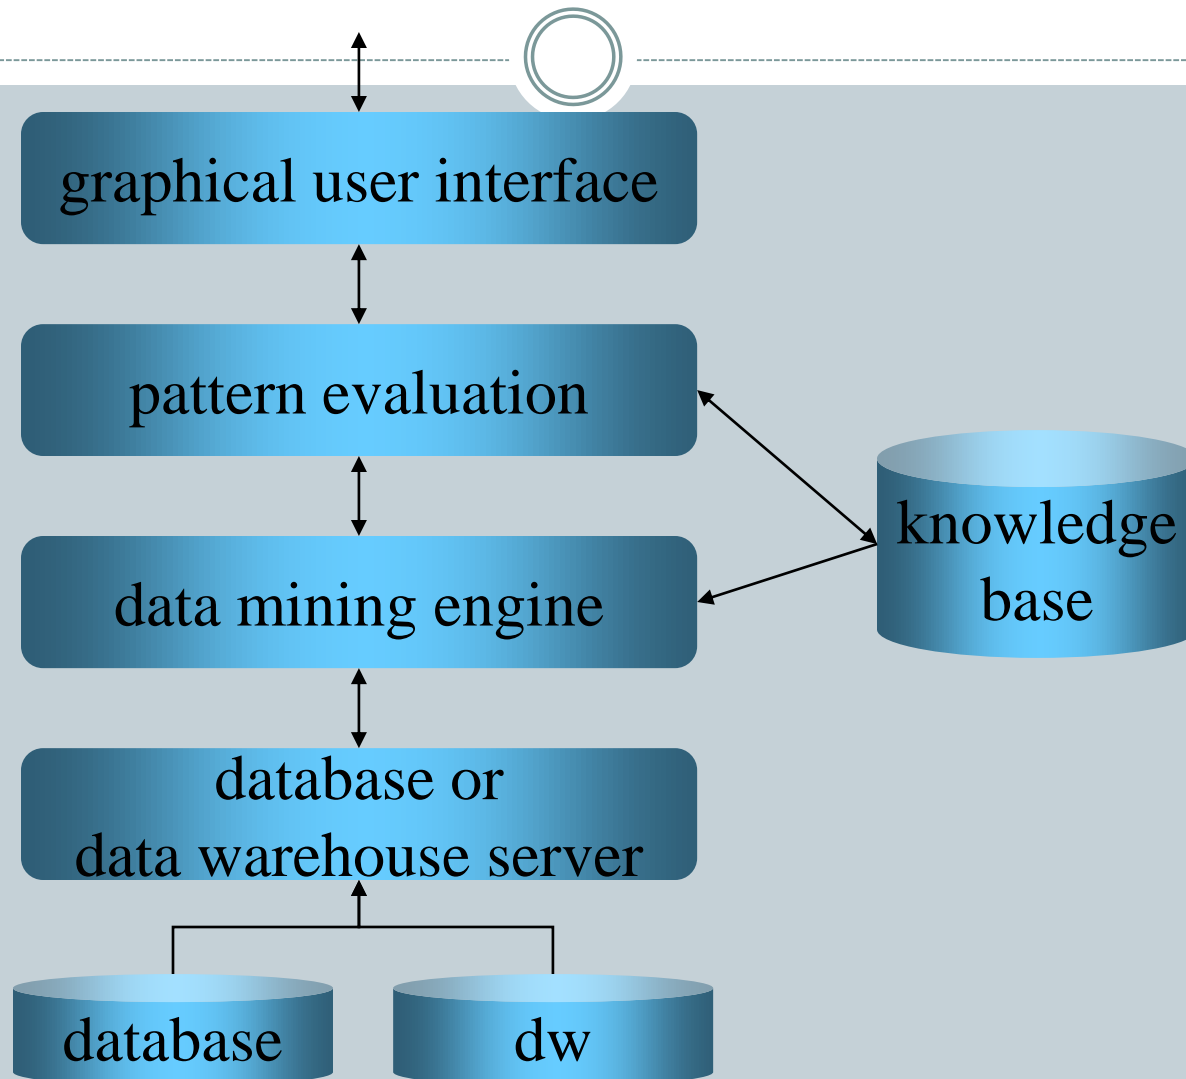 graphical user interface
pattern evaluation
knowledge
base
data mining engine
database or
data warehouse server
database
dw